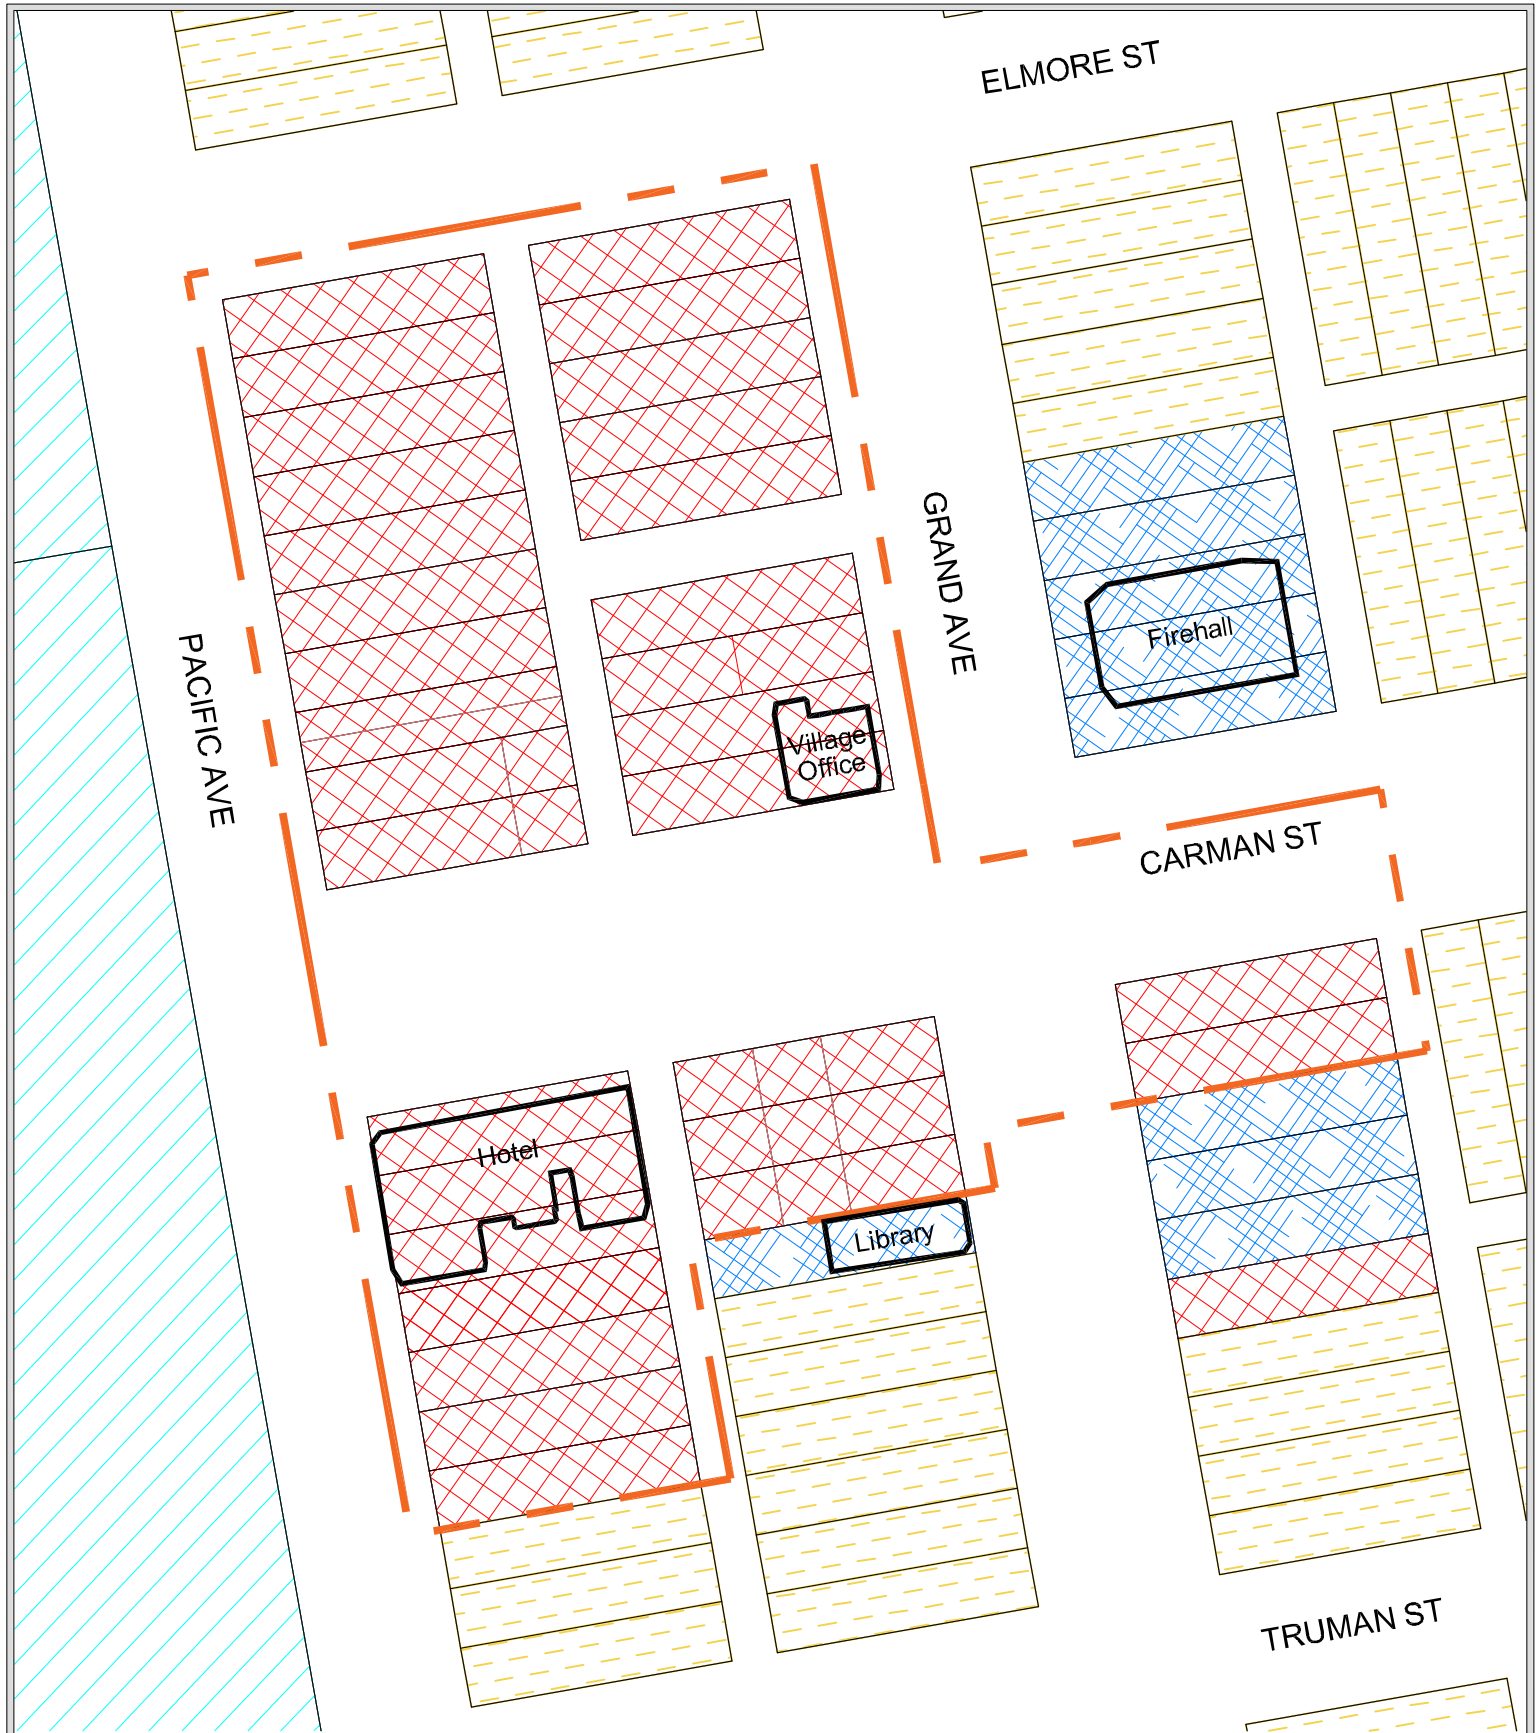 ELMORE ST
GRAND AVE
Firehall
PACIFIC AVE
Village
Office
CARMAN ST
Hotel
Library
TRUMAN ST